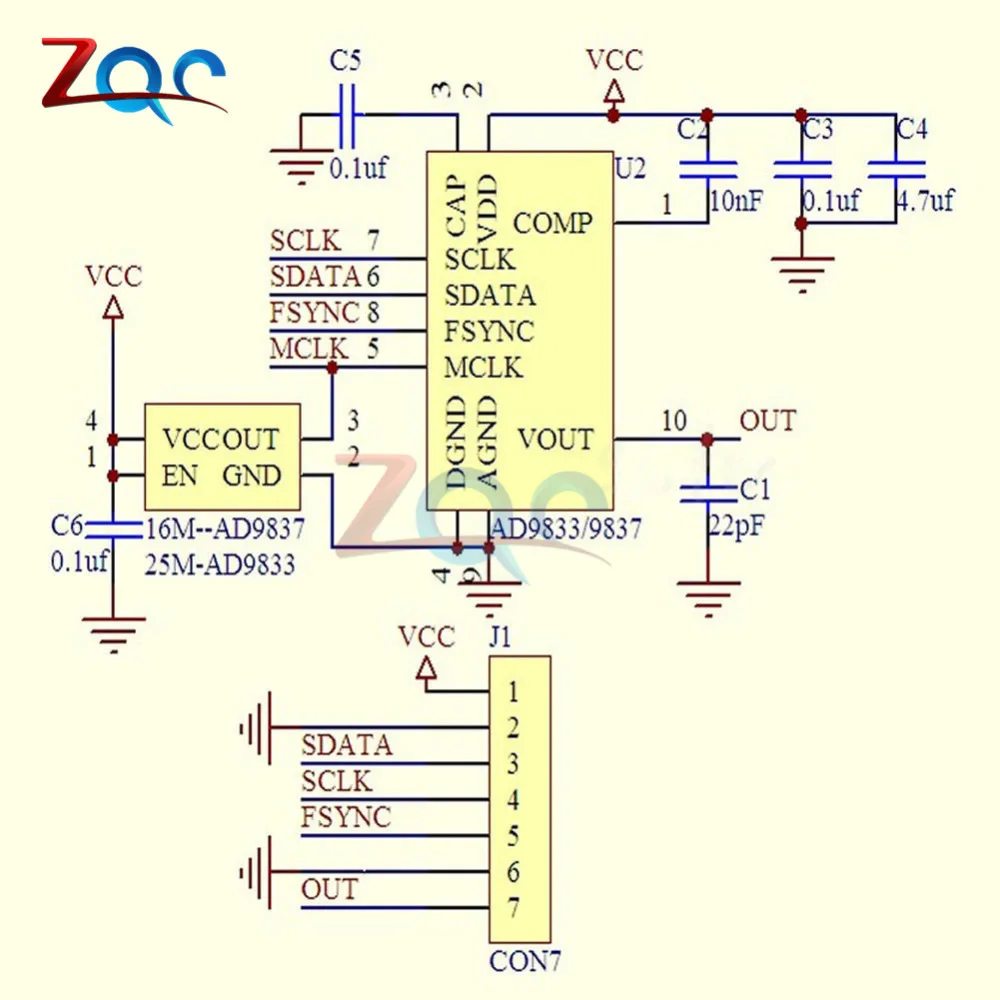 ZQC
C5
VCC
3
2
0.1uf
C2
C3
C4
U2
10nF
0.1uf
4.7uf
CAP
VDD
COMP
1
SCLK 7
SCLK
SDATA 6
SDATA
FSYNC 8
FSYNC
MCLK 5
MCLK
VCC
4
VCC OUT
3
1
EN GND
2
DGND
AGND
VOUT
10
OUT
C1
22pF
C6
0.1uf
16M--AD9837
25M-AD9833
AD9833/9837
ZQC
4
9
VCC
J1
1
2
SDATA
3
SCLK
4
FSYNC
5
6
OUT
7
CON7